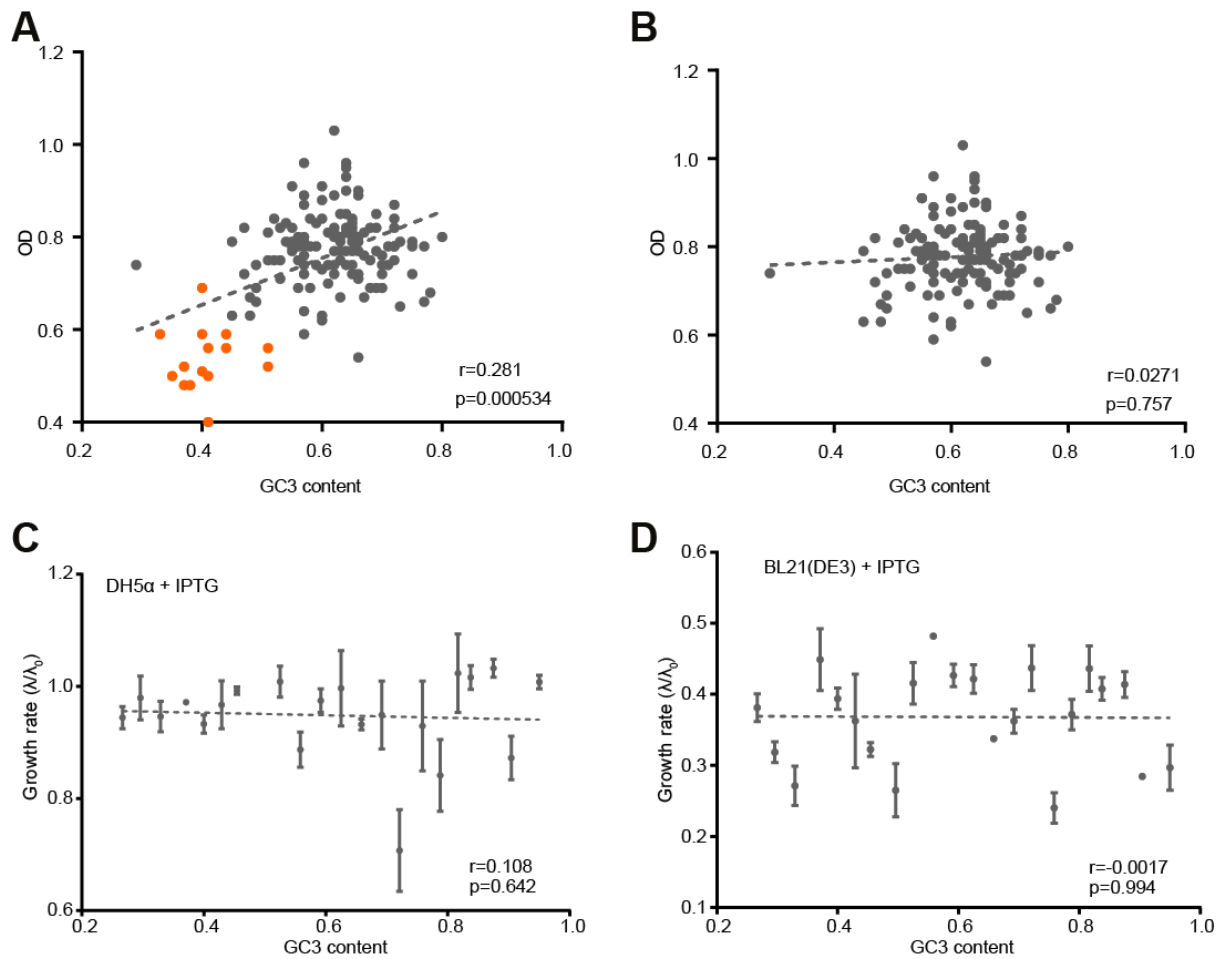 A
1.2
1.0
0.8
0.6
0.4
OD
0.2
0.4
0.6
0.8
1.0
GC3 content
r=0.281
p=0.000534
B
1.2
1.0
0.8
0.6
0.4
OD
0.2
0.4
0.6
0.8
1.0
GC3 content
r=0.0271
p=0.757
C
DH5α + IPTG
1.2
1.0
0.8
0.6
Growth rate (λ/λ₀)
0.2
0.4
0.6
0.8
1.0
GC3 content
r=0.108
p=0.642
D
BL21(DE3) + IPTG
0.6
0.5
0.4
0.3
0.2
0.1
Growth rate (λ/λ₀)
0.2
0.4
0.6
0.8
1.0
GC3 content
r=-0.0017
p=0.994